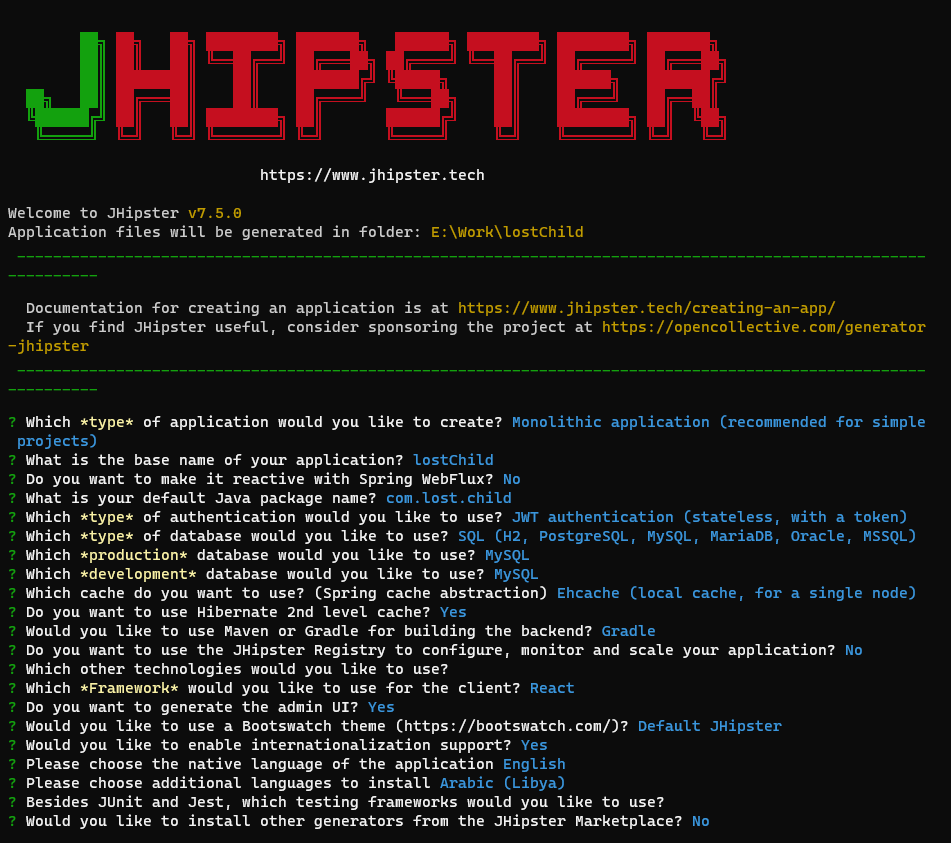 JHIPSTER
https://www.jhipster.tech
Welcome to JHipster v7.5.0
Application files will be generated in folder: E:\Work\lostChild
Documentation for creating an application is at https://www.jhipster.tech/creating-an-app/
If you find JHipster useful, consider sponsoring the project at https://opencollective.com/generator
-jhipster
? Which *type* of application would you like to create? Monolithic application (recommended for simple
projects)
? What is the base name of your application? lostChild
? Do you want to make it reactive with Spring WebFlux? No
? What is your default Java package name? com.lost.child
? Which *type* of authentication would you like to use? JWT authentication (stateless, with a token)
? Which *type* of database would you like to use? SQL (H2, PostgreSQL, MySQL, MariaDB, Oracle, MSSQL)
? Which *production* database would you like to use? MySQL
? Which *development* database would you like to use? MySQL
? Which cache do you want to use? (Spring cache abstraction) Ehcache (local cache, for a single node)
? Do you want to use Hibernate 2nd level cache? Yes
? Would you like to use Maven or Gradle for building the backend? Gradle
? Do you want to use the JHipster Registry to configure, monitor and scale your application? No
? Which other technologies would you like to use?
? Which *Framework* would you like to use for the client? React
? Do you want to generate the admin UI? Yes
? Would you like to use a Bootswatch theme (https://bootswatch.com/)? Default JHipster
? Would you like to enable internationalization support? Yes
? Please choose the native language of the application English
? Please choose additional languages to install Arabic (Libya)
? Besides JUnit and Jest, which testing frameworks would you like to use?
? Would you like to install other generators from the JHipster Marketplace? No